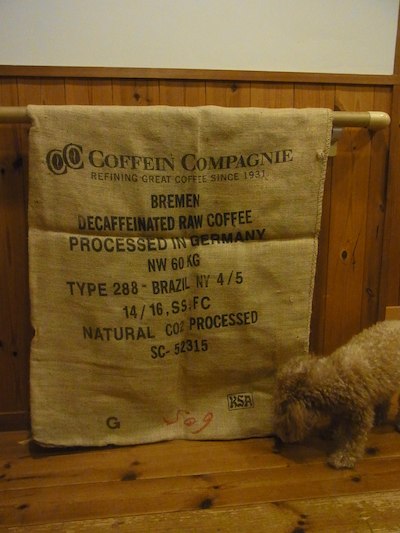 CC COFFEIN COMPAGNIE
REFINING GREAT COFFEE SINCE 1931
BREMEN
DECAFFEINATED RAW COFFEE
PROCESSED IN GERMANY
NW 60 KG
TYPE 288 - BRAZIL NY 4/5
14/16, SS, FC
NATURAL CO2 PROCESSED
SC- 52315
KSA
G